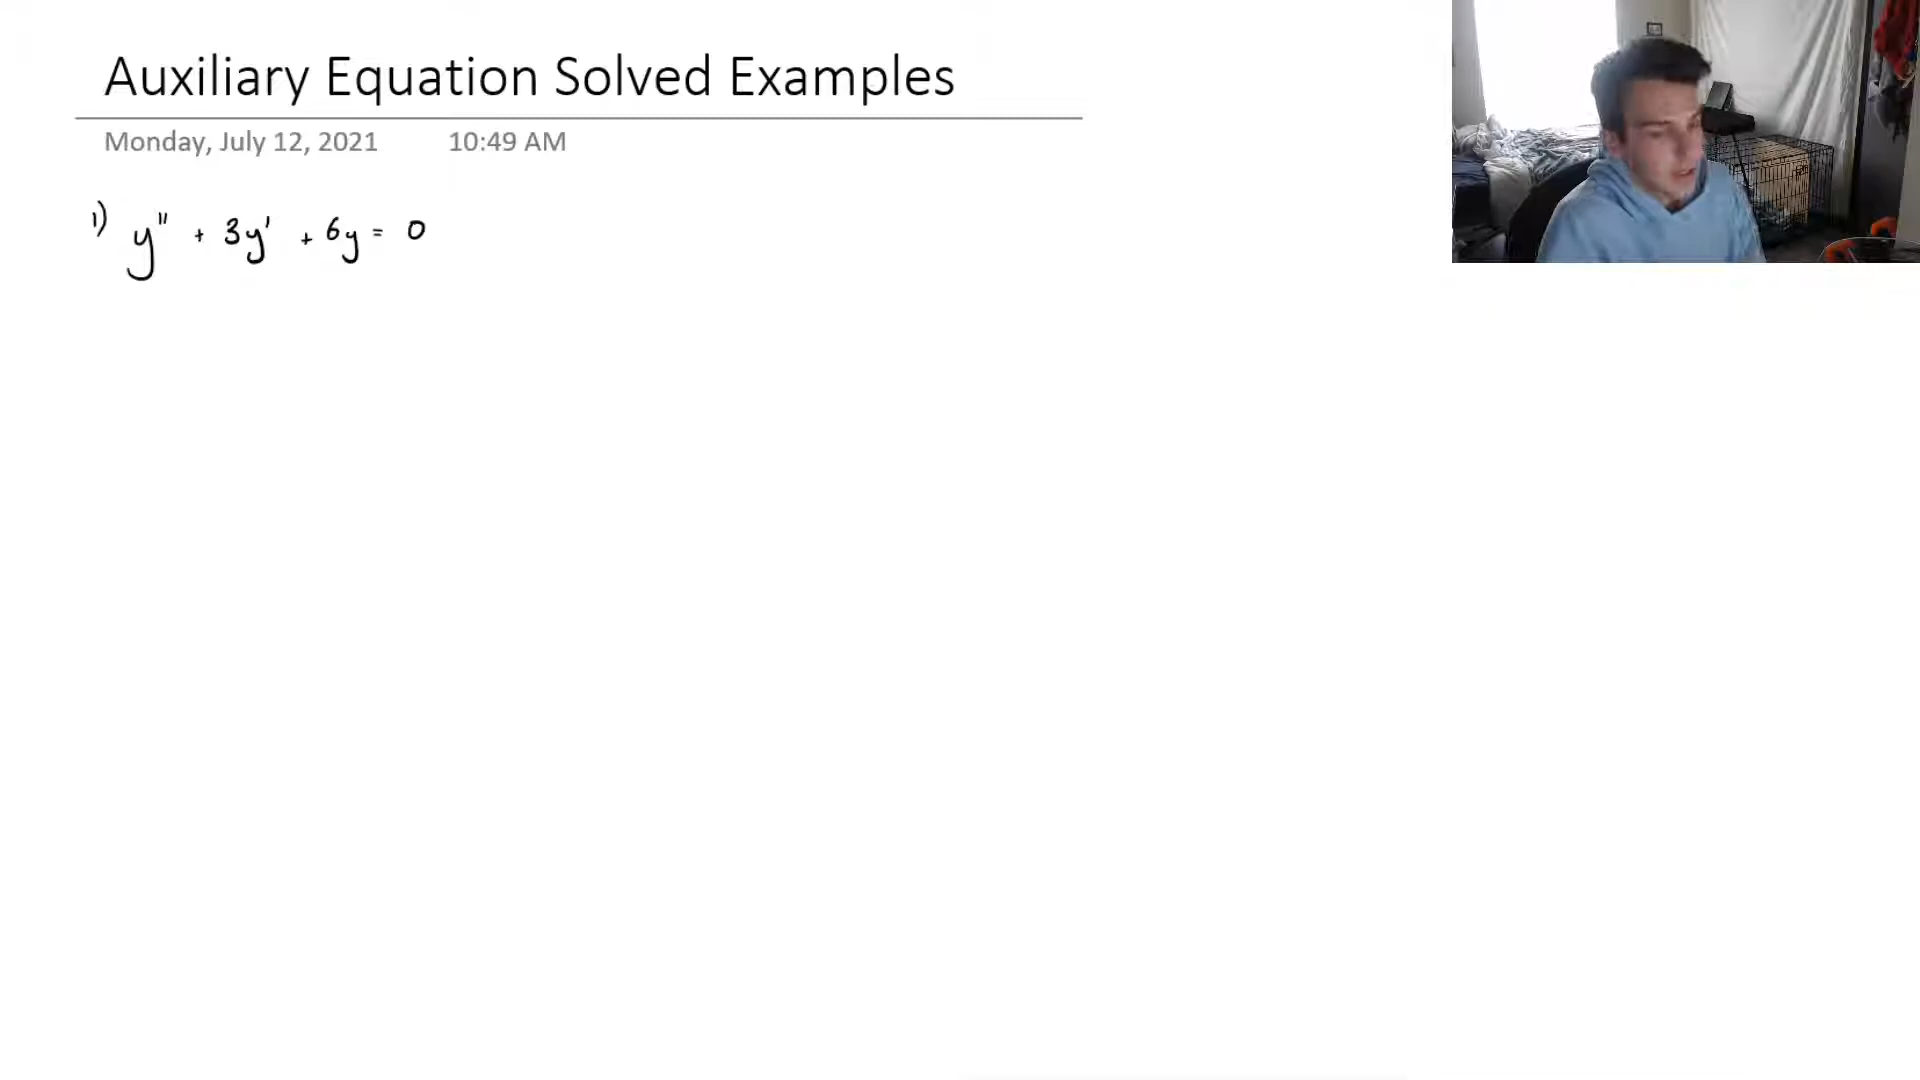 Auxiliary Equation Solved Examples
Monday, July 12, 2021 10:49 AM
1) y'' + 3y' + 6y = 0